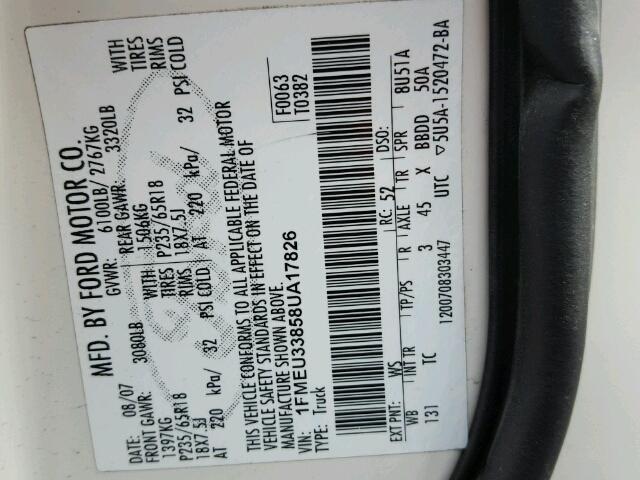 MFD. BY FORD MOTOR CO.
DATE: 08/07 GVWR: 6100LB/ 2767KG
FRONT GAWR: 3080LB REAR GAWR: 3320LB
1397KG 1506KG WITH
P235/65R18 TIRES P235/65R18 TIRES
18X7.5J RIMS 18X7.5J RIMS
AT 220 kPa/ 32 PSI COLD AT 220 kPa/ 32 PSI COLD
THIS VEHICLE CONFORMS TO ALL APPLICABLE FEDERAL MOTOR
VEHICLE SAFETY STANDARDS IN EFFECT ON THE DATE OF
MANUFACTURE SHOWN ABOVE.
F0063
T0382
VIN: 1FMEU33858UA17826
TYPE: Truck
EXT PNT: WS RC: 52 DSO:
WB INT TR TP/PS R AXLE TR SPR 8U51A
131 TC 3 45 X BBDD 50A
1200708303447 UTC ▽5U5A-1520472-BA